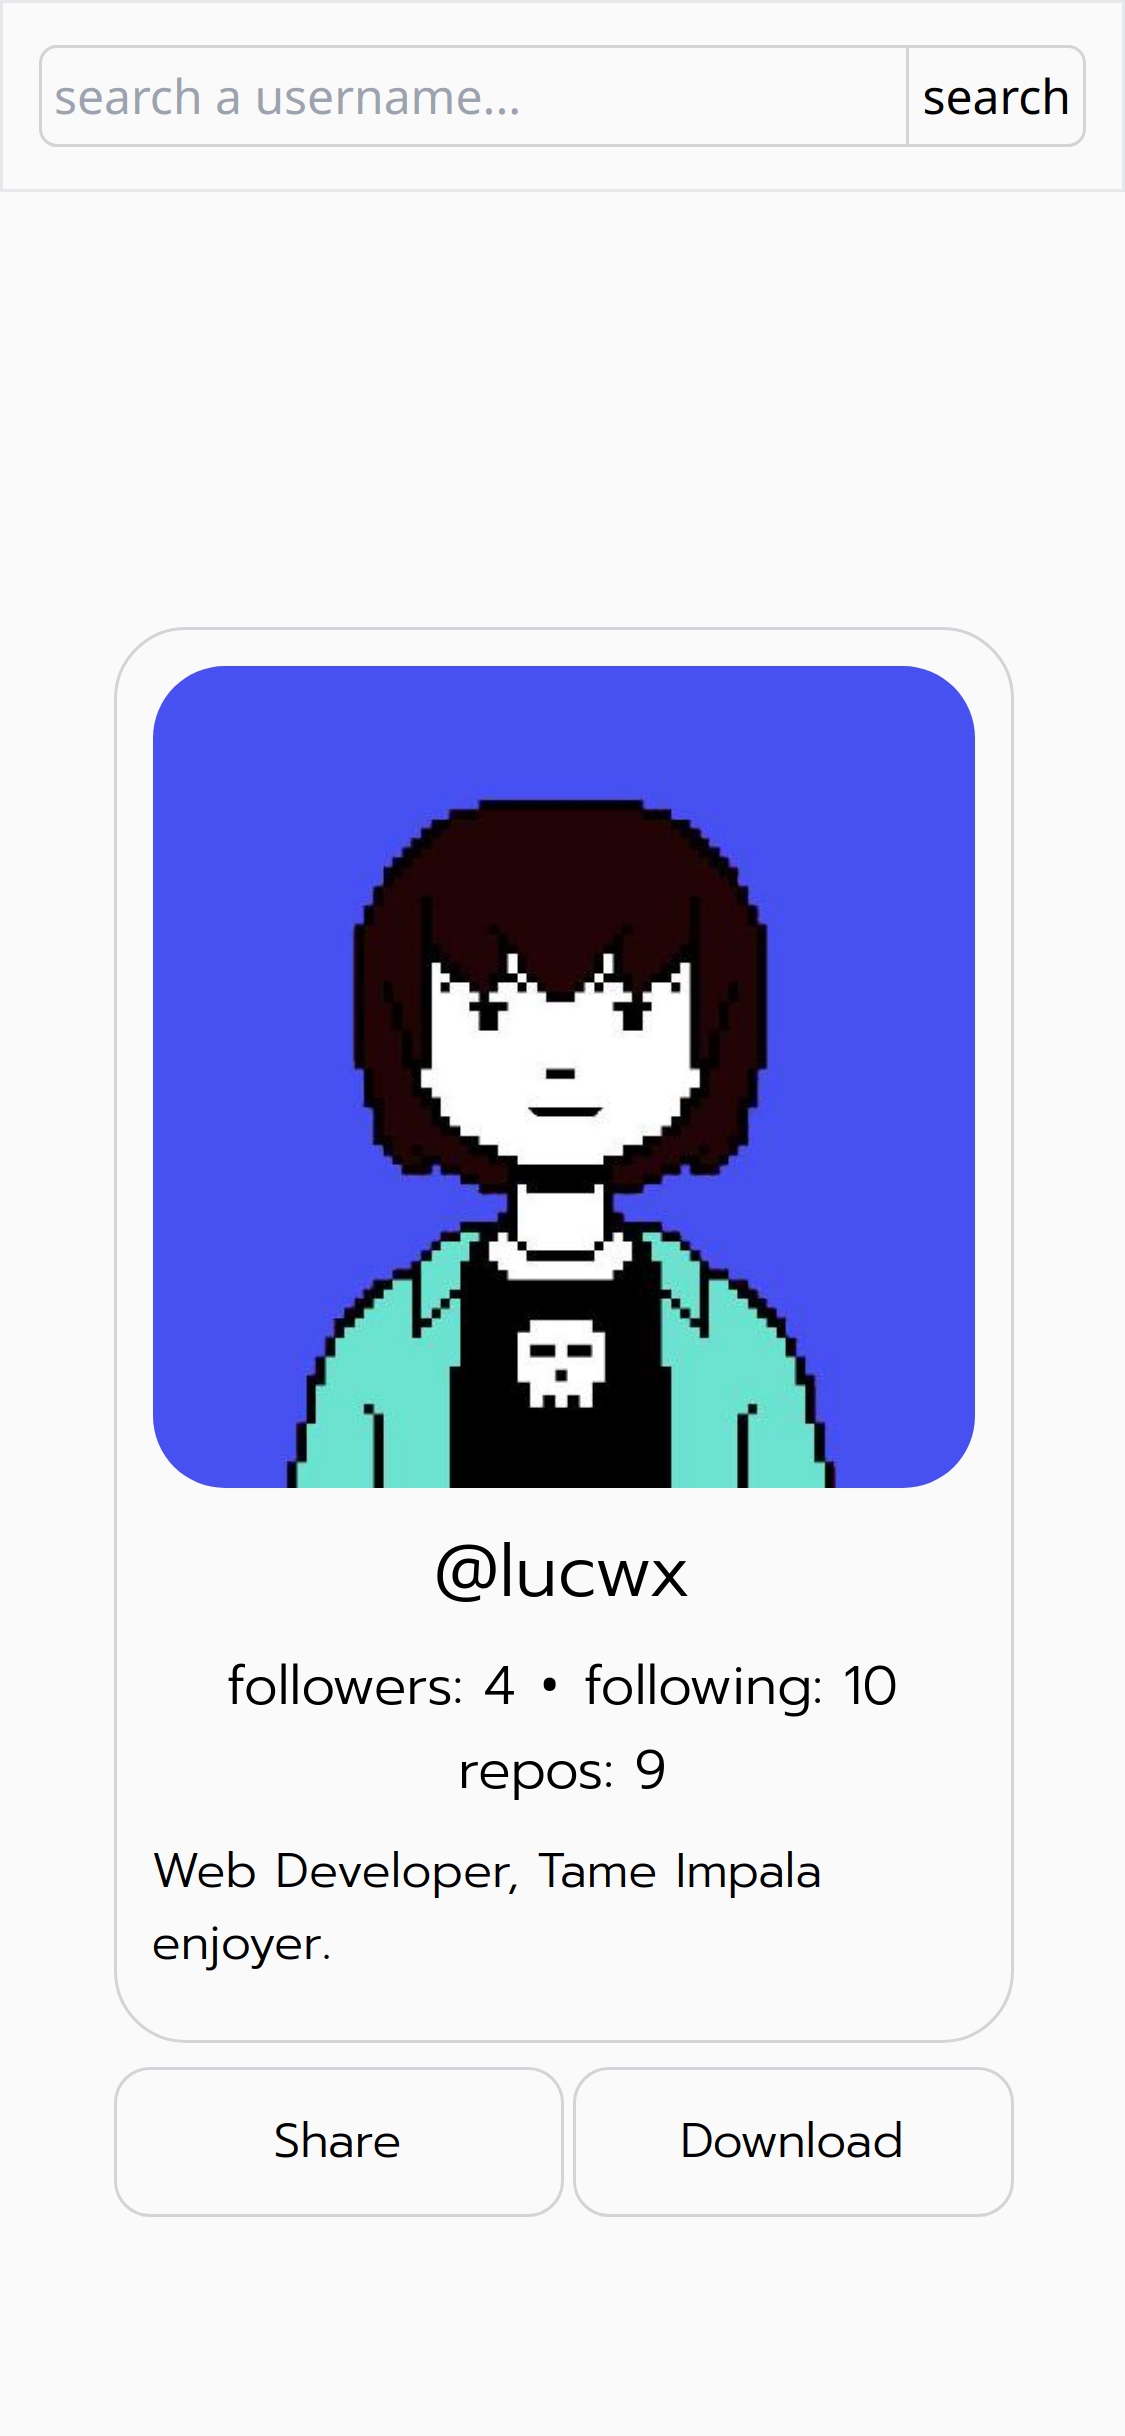 search a username...
search
@lucwx
followers: 4 • following: 10
repos: 9
Web Developer, Tame Impala
enjoyer.
Share
Download